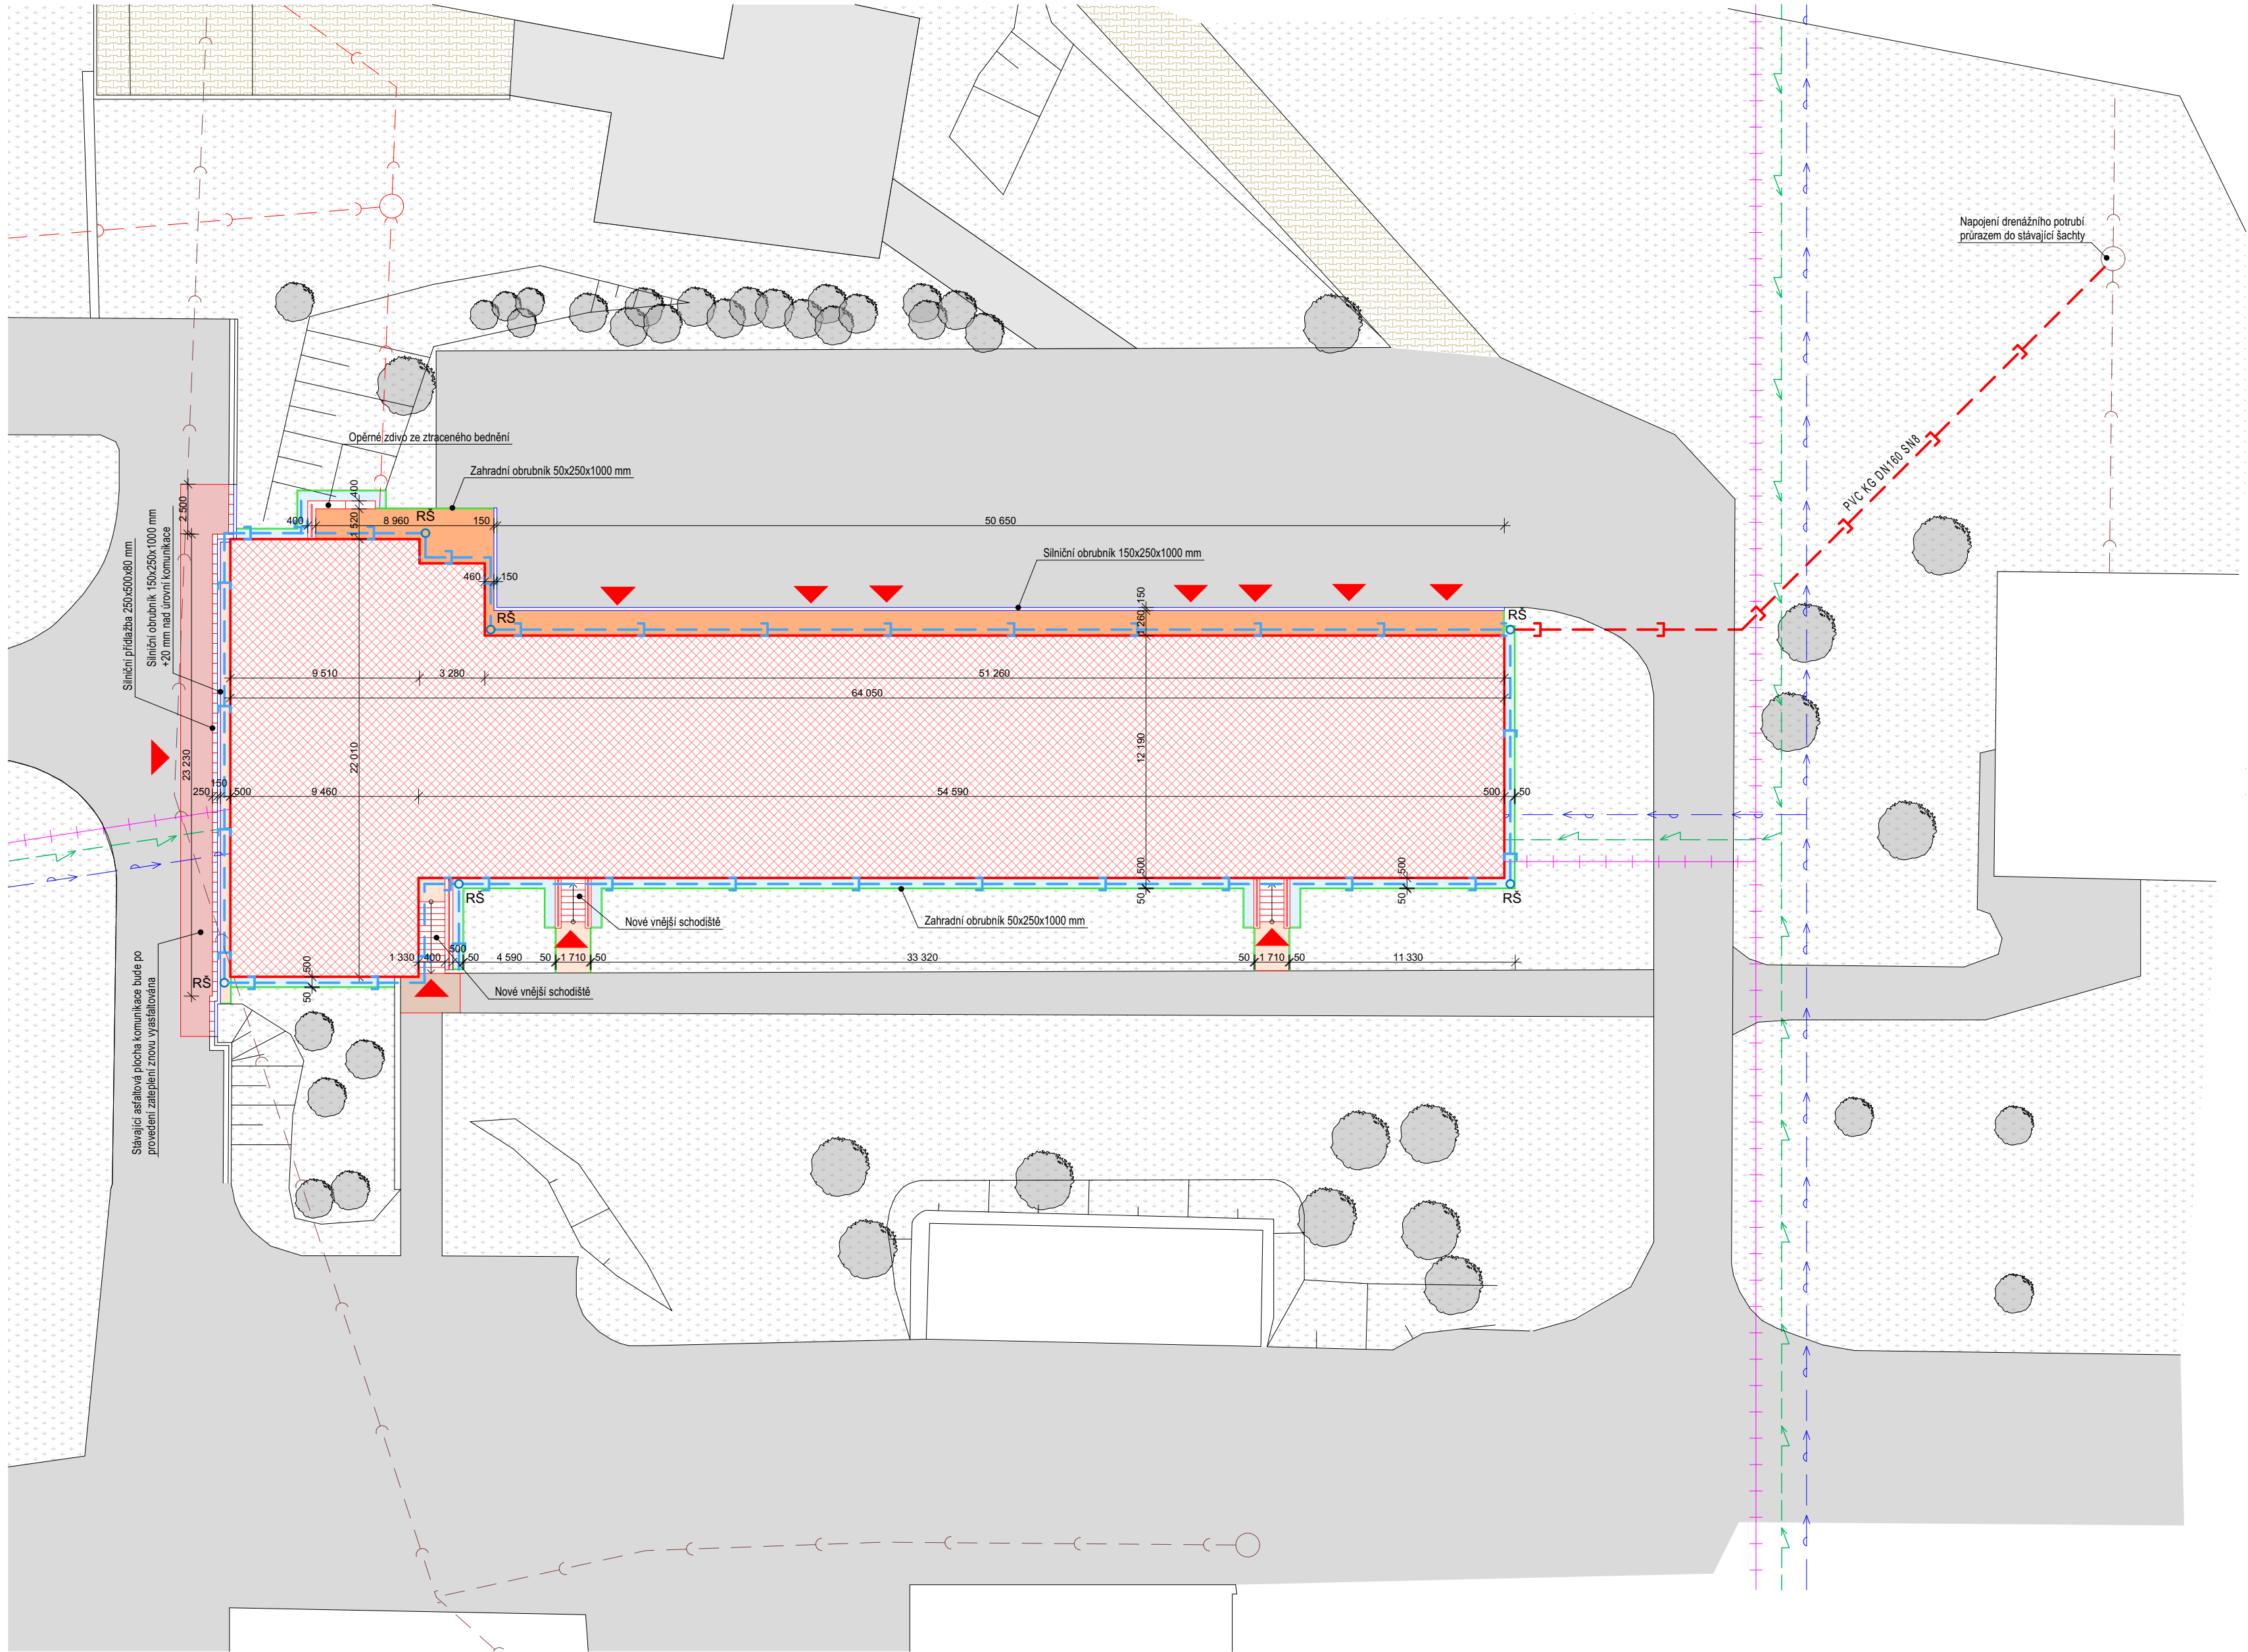 Napojení drenážního potrubí
průrazem do stávající šachty
PVC KG DN160 SN8
Opěrné zdivo ze ztraceného bednění
Zahradní obrubník 50x250x1000 mm
Silniční obrubník 150x250x1000 mm
Silniční přídlažba 250x500x80 mm
Silniční obrubník 150x250x1000 mm
+20 mm nad úrovní komunikace
2 500
400
1 520
400
8 960
RŠ
150
50 650
460
150
RŠ
150
1 260
RŠ
9 510
3 280
51 260
64 050
23 230
22 010
12 190
150
250
500
9 460
54 590
500
50
500
50
500
50
RŠ
RŠ
Nové vnější schodiště
Zahradní obrubník 50x250x1000 mm
500
1 330
400
50
4 590
50
1 710
50
33 320
50
1 710
50
11 330
RŠ
500
50
Nové vnější schodiště
Stávající asfaltová plocha komunikace bude po
provedení zateplení znovu vyasfaltována